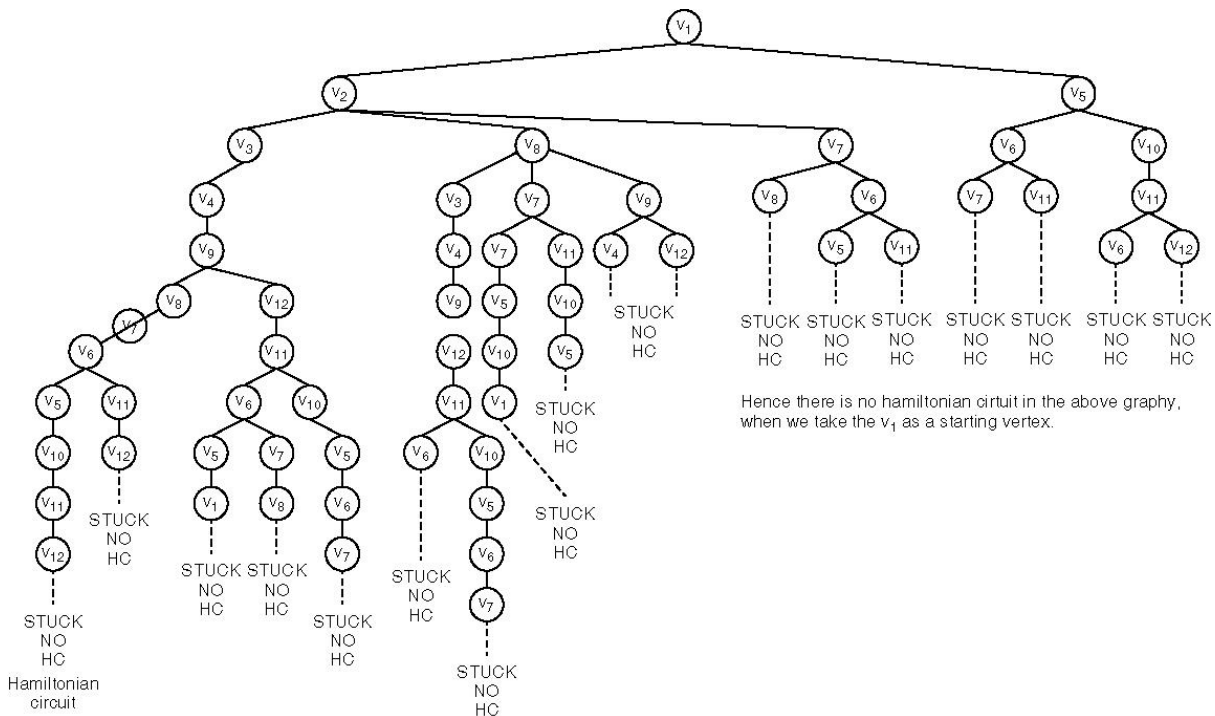 V₁
V₂ V₅
V₃ V₈ V₇ V₆ V₁₀
V₄ V₃ V₇ V₉ V₈ V₆ V₇ V₁₁ V₁₁
V₉ V₄ V₇ V₁₁ V₄ V₁₂ V₅ V₁₁ V₆ V₁₂
V₈ V₁₂ V₉ V₅ V₁₀
V₇
STUCK
NO
HC
STUCK
NO
HC
STUCK
NO
HC
STUCK
NO
HC
STUCK
NO
HC
STUCK
NO
HC
STUCK
NO
HC
STUCK
NO
HC
V₆ V₁₁ V₁₂ V₁₀ V₅
V₅ V₁₁ V₆ V₁₀ V₁₁ V₁
Hence there is no hamiltonian cirtuit in the above graphy,
when we take the v₁ as a starting vertex.
STUCK
NO
HC
V₁₀ V₁₂ V₅ V₇ V₅ V₆ V₁₀
V₁₁ V₁ V₈ V₆ V₅
STUCK
NO
HC
STUCK
NO
HC
V₁₂ V₇ V₆
STUCK
NO
HC
STUCK
NO
HC
STUCK
NO
HC
V₇
STUCK
NO
HC
STUCK
NO
HC
STUCK
NO
HC
Hamiltonian
circuit